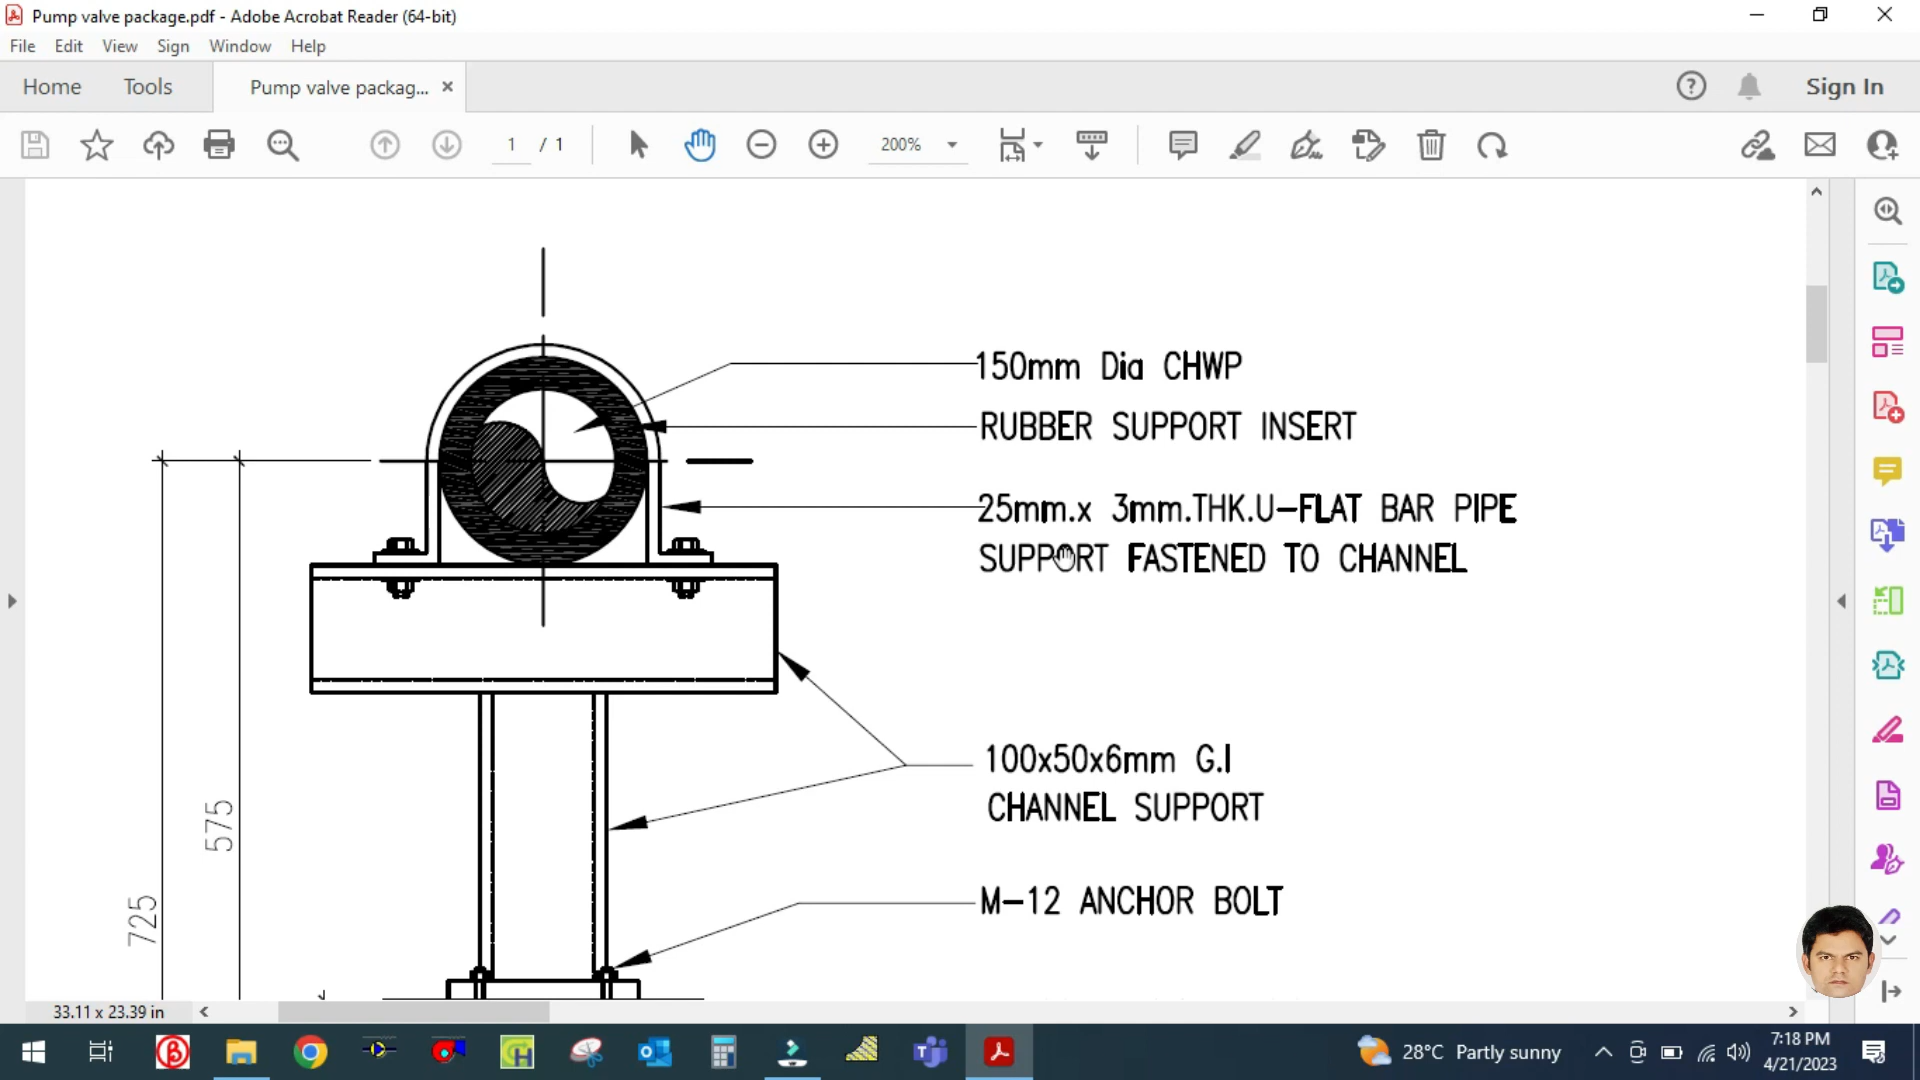 Pump valve package.pdf - Adobe Acrobat Reader (64-bit)
File Edit View Sign Window Help
Home Tools Pump valve packag... × Sign In
1 / 1 200%
150mm Dia CHWP
RUBBER SUPPORT INSERT
25mm.x 3mm.THK.U-FLAT BAR PIPE
SUPPORT FASTENED TO CHANNEL
100x50x6mm G.I
CHANNEL SUPPORT
575
M-12 ANCHOR BOLT
725
33.11 x 23.39 in
28°C Partly sunny
7:18 PM
4/21/2023